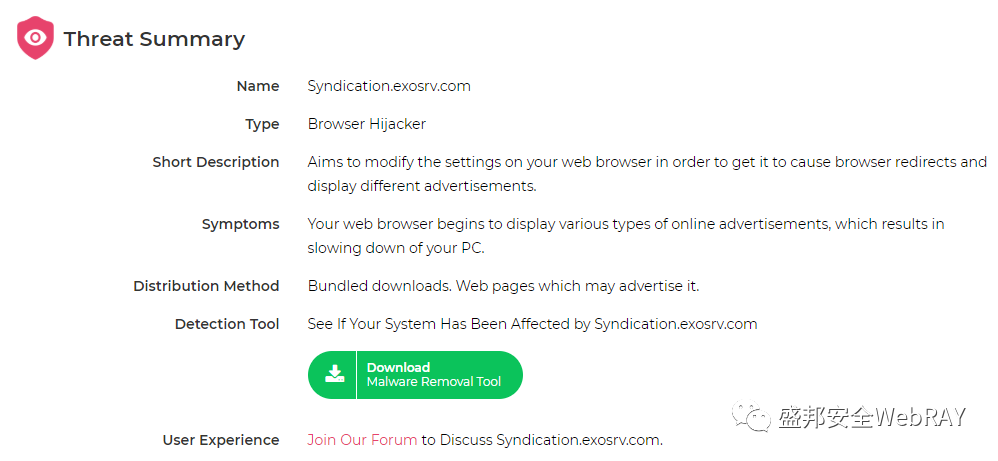 Threat Summary
Name Syndication.exosrv.com
Type Browser Hijacker
Short Description Aims to modify the settings on your web browser in order to get it to cause browser redirects and
display different advertisements.
Symptoms Your web browser begins to display various types of online advertisements, which results in
slowing down of your PC.
Distribution Method Bundled downloads. Web pages which may advertise it.
Detection Tool See If Your System Has Been Affected by Syndication.exosrv.com
Download
Malware Removal Tool
盛邦安全WebRAY
User Experience Join Our Forum to Discuss Syndication.exosrv.com.